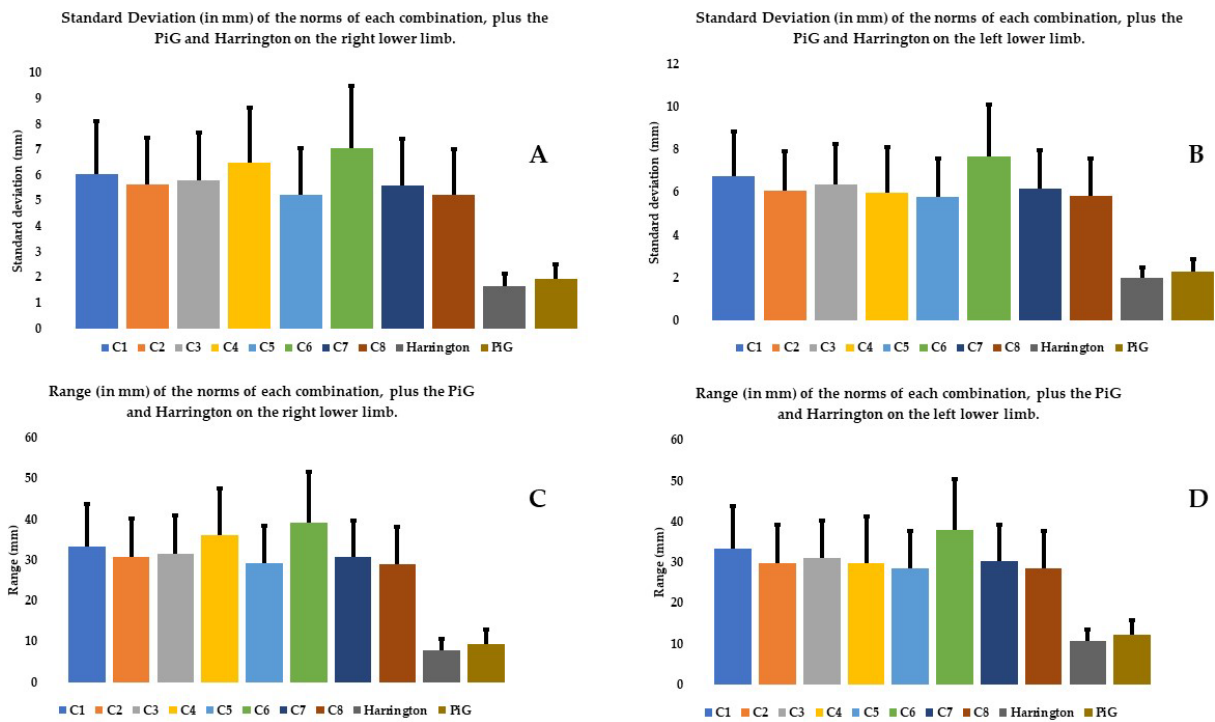 Standard Deviation (in mm) of the norms of each combination, plus the
PiG and Harrington on the right lower limb.
10
9
8
7
6
5
4
3
2
1
0
Standard deviation (mm)
A
C1 C2 C3 C4 C5 C6 C7 C8 Harrington PiG
Standard Deviation (in mm) of the norms of each combination, plus the
PiG and Harrington on the left lower limb.
12
10
8
6
4
2
0
Standard deviation (mm)
B
C1 C2 C3 C4 C5 C6 C7 C8 Harrington PiG
Range (in mm) of the norms of each combination, plus the PiG
and Harrington on the right lower limb.
60
50
40
30
20
10
0
Range (mm)
C
C1 C2 C3 C4 C5 C6 C7 C8 Harrington PiG
Range (in mm) of the norms of each combination, plus the PiG
and Harrington on the left lower limb.
60
50
40
30
20
10
0
Range (mm)
D
C1 C2 C3 C4 C5 C6 C7 C8 Harrington PiG